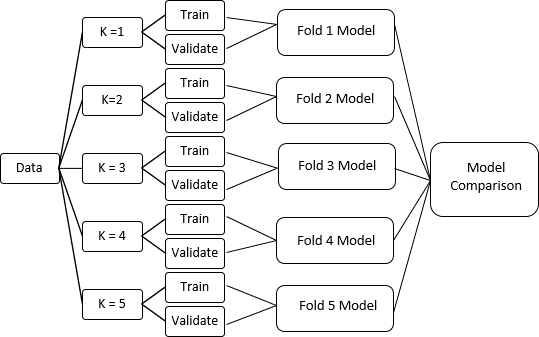 Train
K =1
Validate
Fold 1 Model
Train
K=2
Validate
Fold 2 Model
Data
Train
K = 3
Validate
Fold 3 Model
Model
Comparison
Train
K = 4
Validate
Fold 4 Model
Train
K = 5
Validate
Fold 5 Model